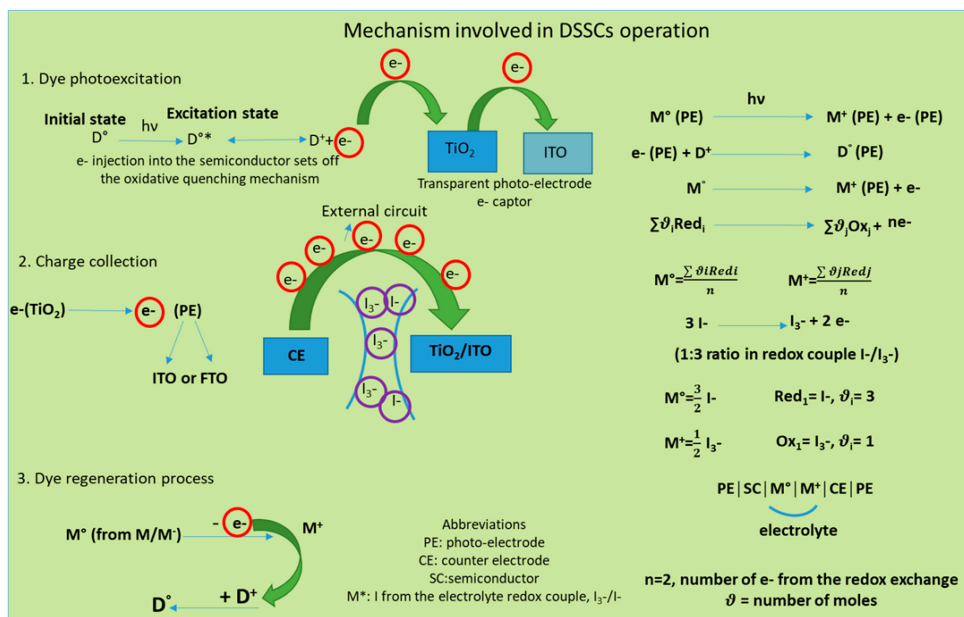 Mechanism involved in DSSCs operation
1. Dye photoexcitation
Initial state
hν
Excitation state
D° D°* D⁺+ e-
e- injection into the semiconductor sets off
the oxidative quenching mechanism
e-
e-
TiO₂
ITO
Transparent photo-electrode
e- captor
External circuit
2. Charge collection
e-(TiO₂) e- (PE)
ITO or FTO
e-
e-
e-
e-
e-
CE
I₃- I-
I₃-
I₃- I-
TiO₂/ITO
3. Dye regeneration process
M° (from M/M⁻) - e- M⁺
D° + D⁺
Abbreviations
PE: photo-electrode
CE: counter electrode
SC:semiconductor
M*: I from the electrolyte redox couple, I₃-/I-
hν
M° (PE) M⁺ (PE) + e- (PE)
e- (PE) + D⁺ D° (PE)
M° M⁺ (PE) + e-
∑ϑᵢRedᵢ ∑ϑⱼOxⱼ + ne-
M°=∑ ϑiRedi/n M⁺=∑ ϑjRedj/n
3 I- I₃- + 2 e-
(1:3 ratio in redox couple I-/I₃-)
M°=3/2 I- Red₁= I-, ϑᵢ= 3
M⁺=1/2 I₃- Ox₁= I₃-, ϑᵢ= 1
PE|SC|M°|M⁺|CE|PE
electrolyte
n=2, number of e- from the redox exchange
ϑ = number of moles